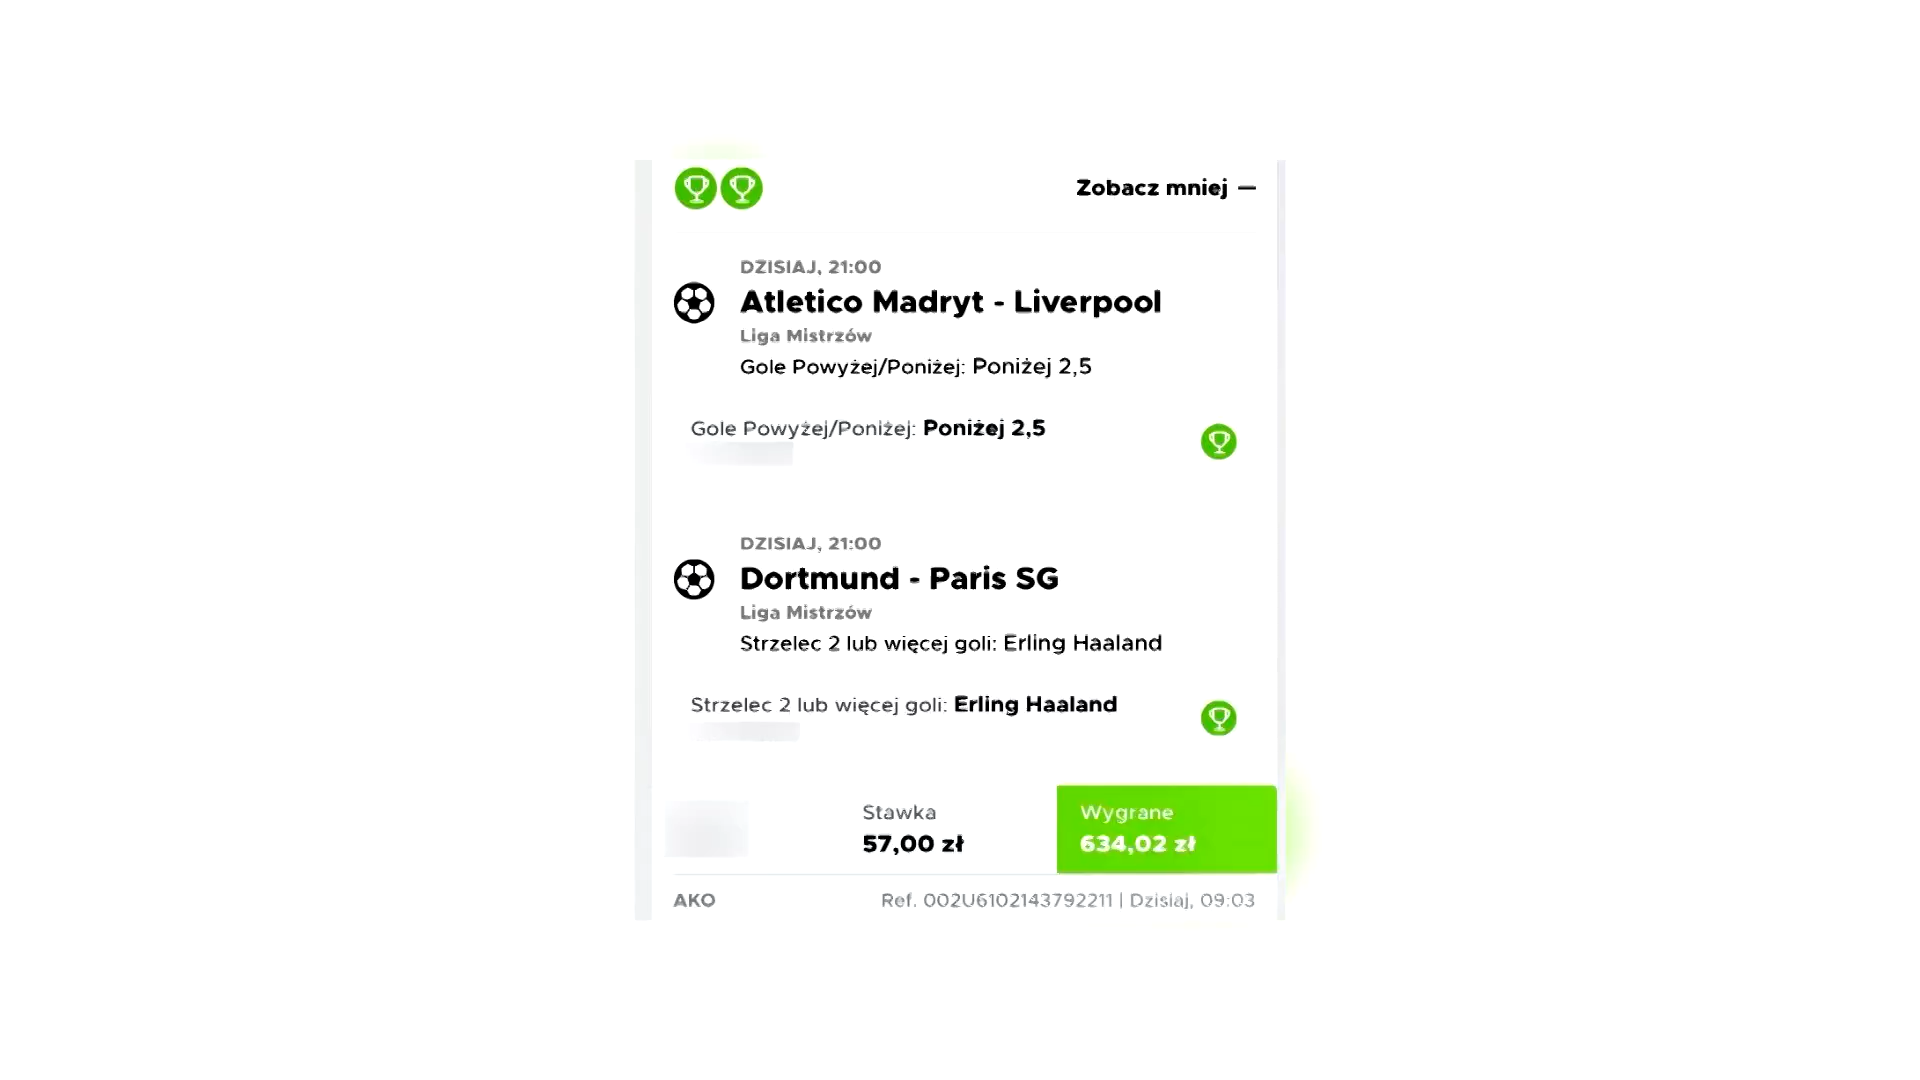 Zobacz mniej —
DZISIAJ, 21:00
Atletico Madryt - Liverpool
Liga Mistrzów
Gole Powyżej/Poniżej: Poniżej 2,5
Gole Powyżej/Poniżej: Poniżej 2,5
DZISIAJ, 21:00
Dortmund - Paris SG
Liga Mistrzów
Strzelec 2 lub więcej goli: Erling Haaland
Strzelec 2 lub więcej goli: Erling Haaland
Stawka
57,00 zł
Wygrane
634,02 zł
AKO
Ref. 002U6102143792211 | Dzisiaj, 09:03